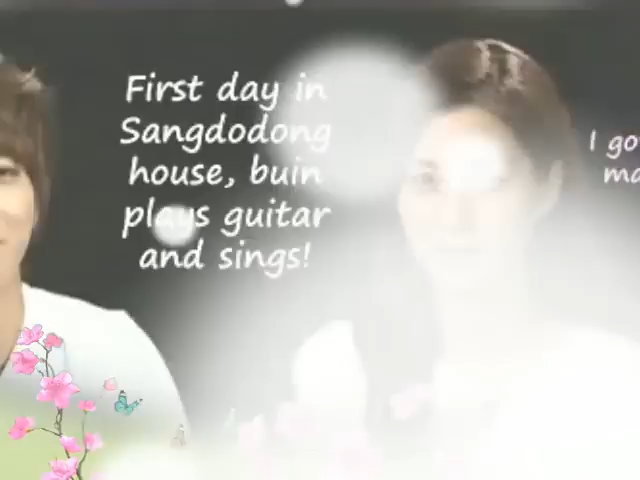 First day in
Sangdodong
house, buin
plays guitar
and sings!
I